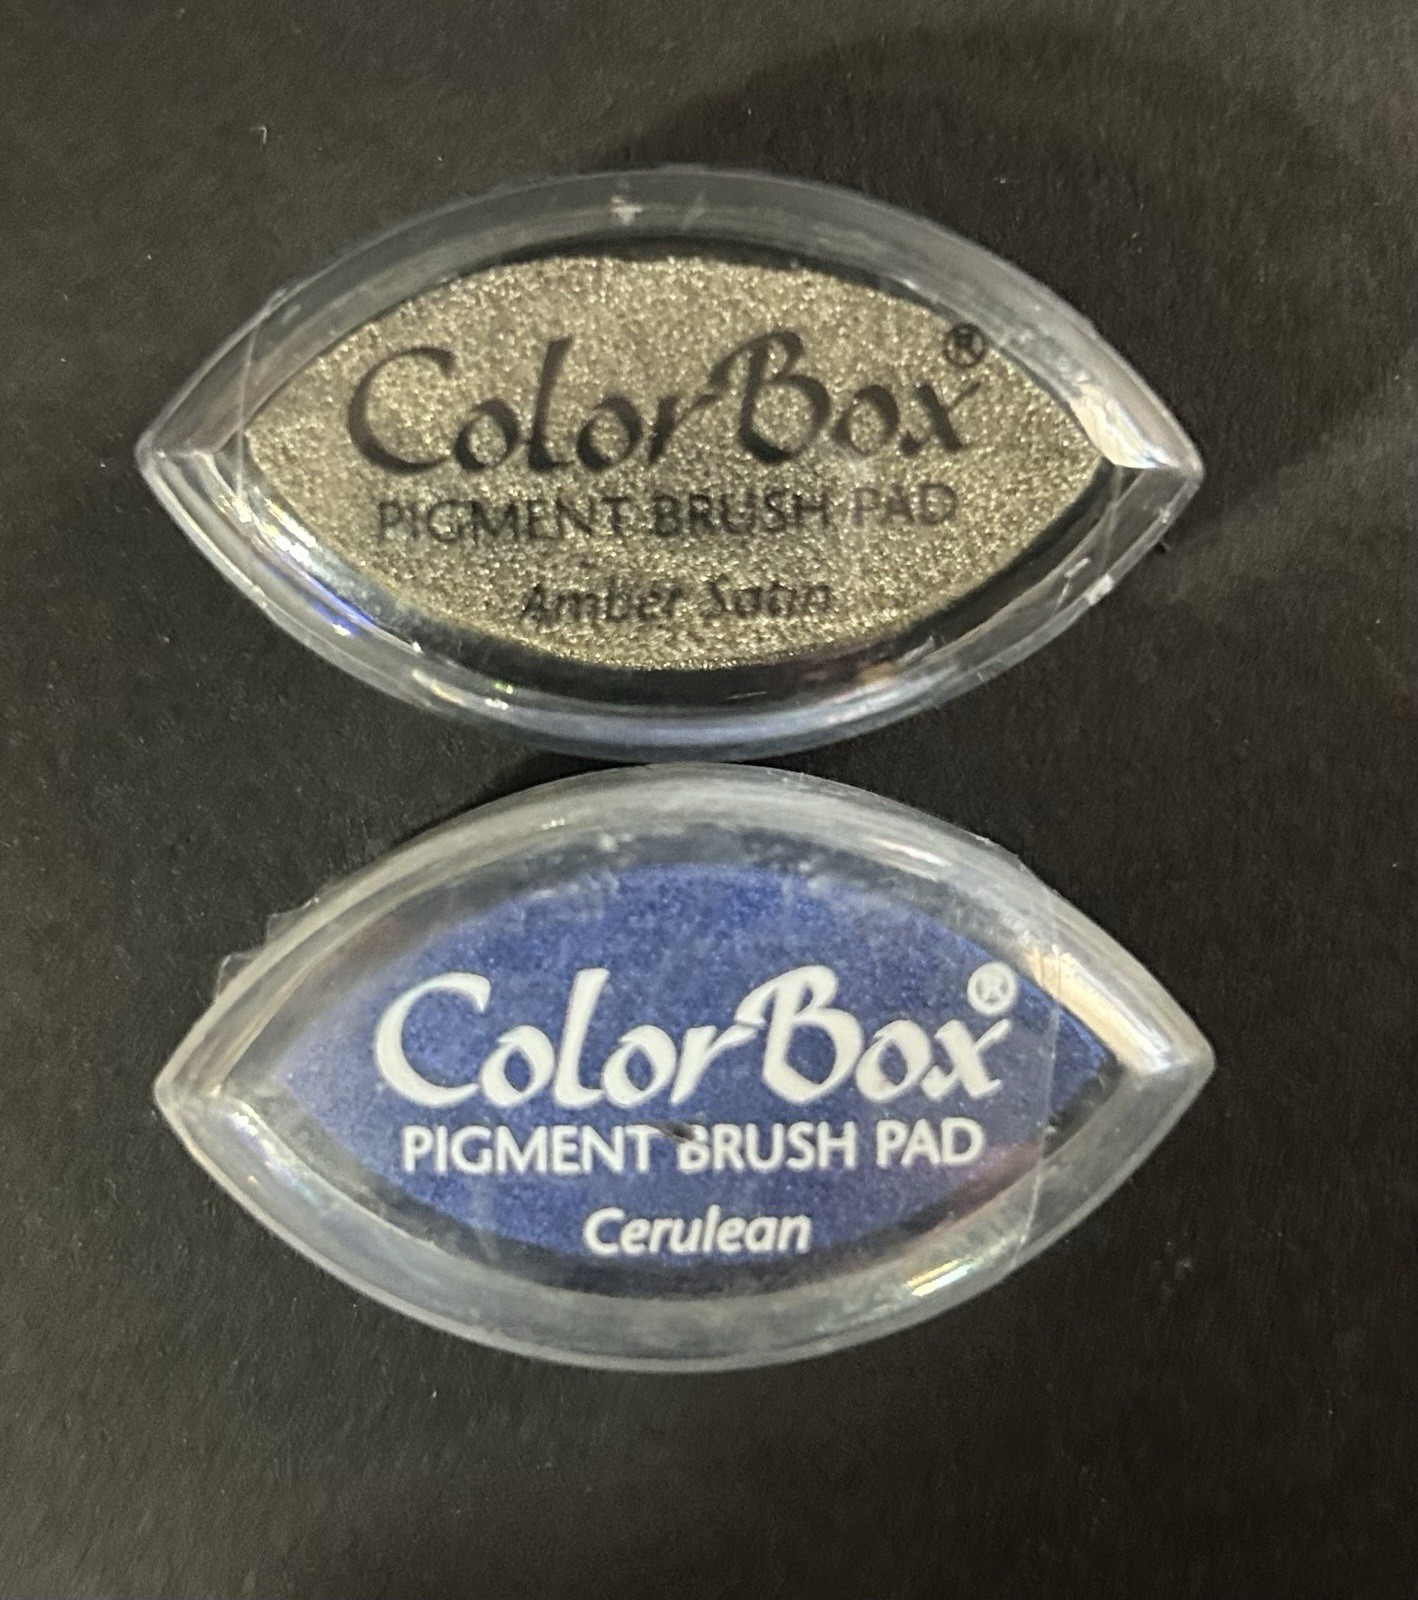 ColorBox®
PIGMENT BRUSH PAD
Amber Satin
ColorBox®
PIGMENT BRUSH PAD
Cerulean